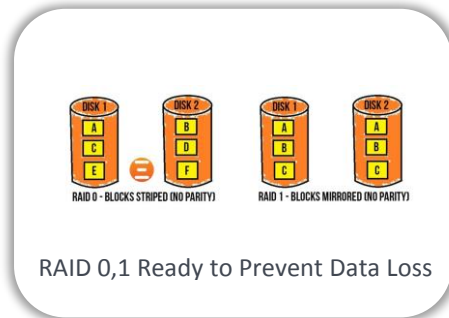 DISK 1 DISK 2 DISK 1 DISK 2
A B A A
C D B B
E F C C
RAID 0 - BLOCKS STRIPED (NO PARITY) RAID 1 - BLOCKS MIRRORED (NO PARITY)
RAID 0,1 Ready to Prevent Data Loss